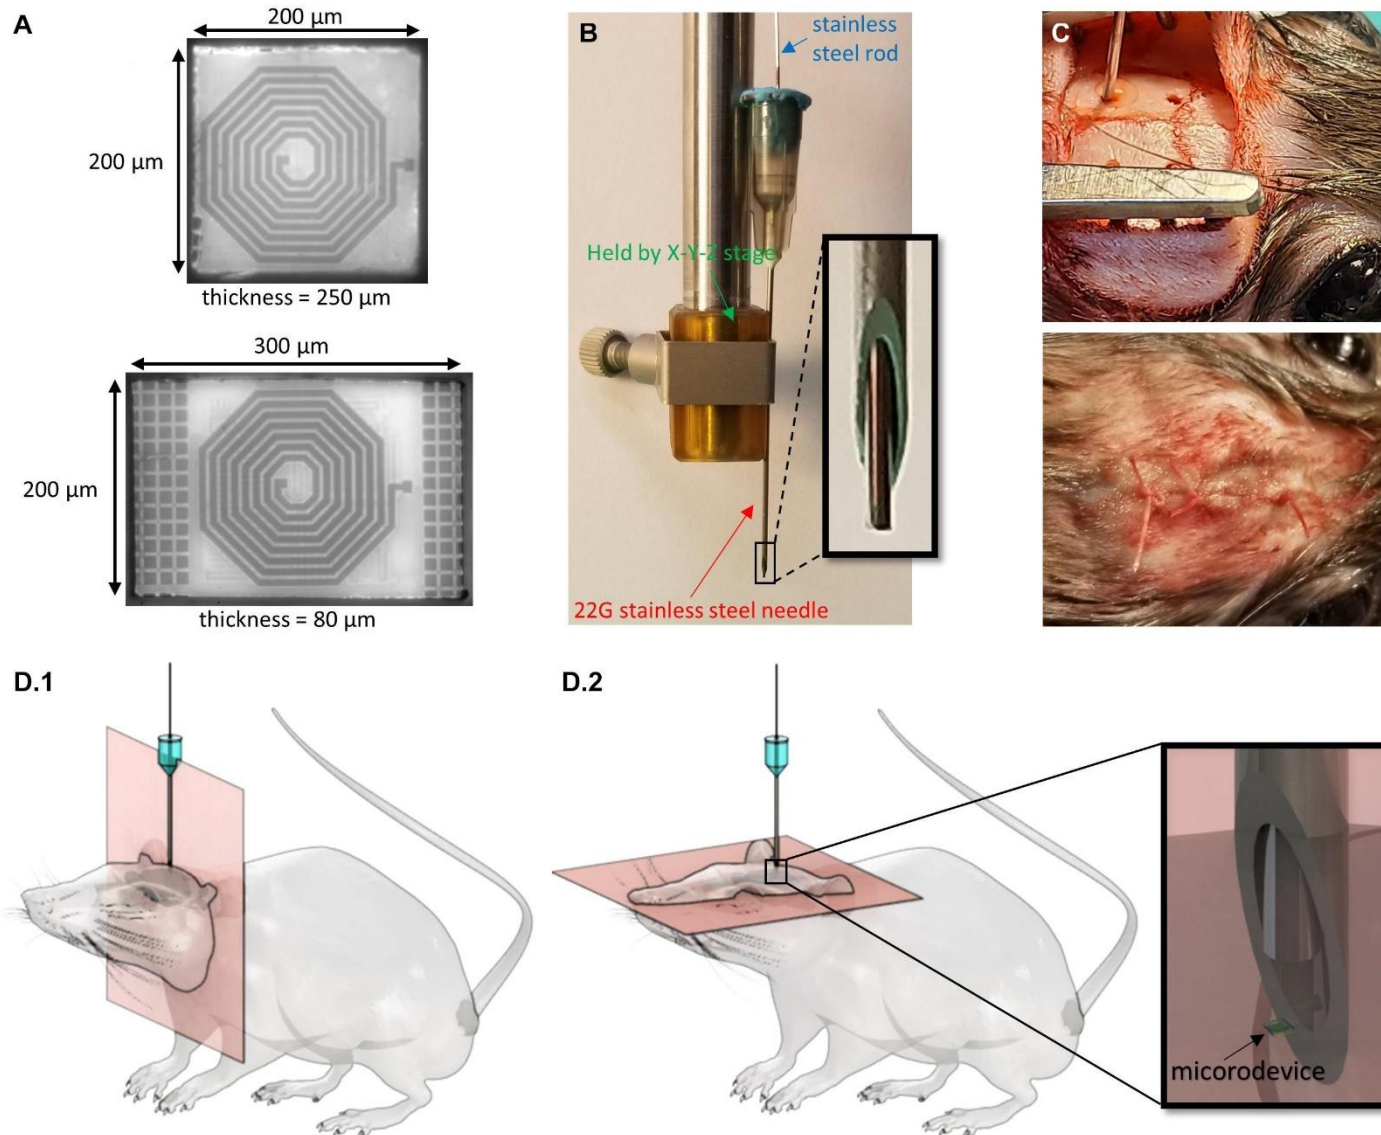 A
200 µm
200 µm
thickness = 250 µm
300 µm
200 µm
thickness = 80 µm
B
stainless
steel rod
Held by X-Y-Z stage
22G stainless steel needle
C
D.1
D.2
micorodevice